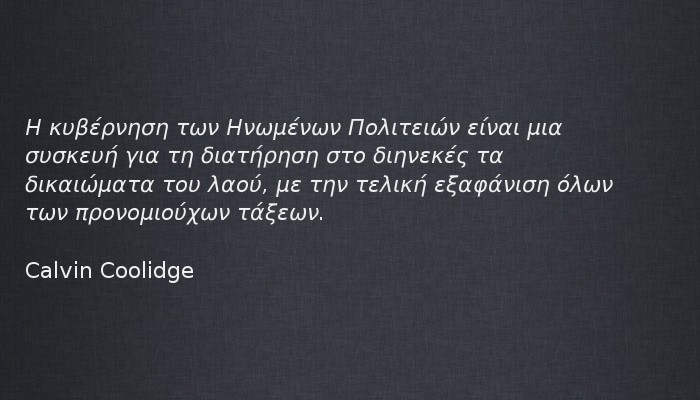 Η κυβέρνηση των Ηνωμένων Πολιτειών είναι μια
συσκευή για τη διατήρηση στο διηνεκές τα
δικαιώματα του λαού, με την τελική εξαφάνιση όλων
των προνομιούχων τάξεων.
Calvin Coolidge